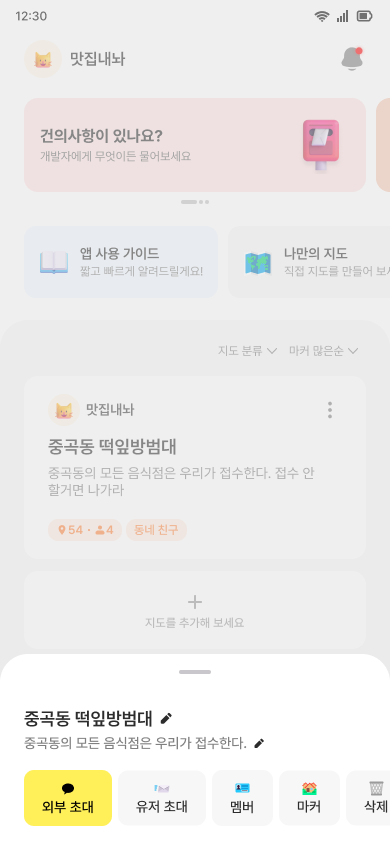 12:30
맛집내놔
건의사항이 있나요?
개발자에게 무엇이든 물어보세요
앱 사용 가이드
짧고 빠르게 알려드릴게요!
나만의 지도
직접 지도를 만들어 보
지도 분류
마커 많은순
맛집내놔
중곡동 떡잎방범대
중곡동의 모든 음식점은 우리가 접수한다. 접수 안
할거면 나가라
54 · 4
동네 친구
지도를 추가해 보세요
중곡동 떡잎방범대
중곡동의 모든 음식점은 우리가 접수한다.
외부 초대
유저 초대
멤버
마커
삭제